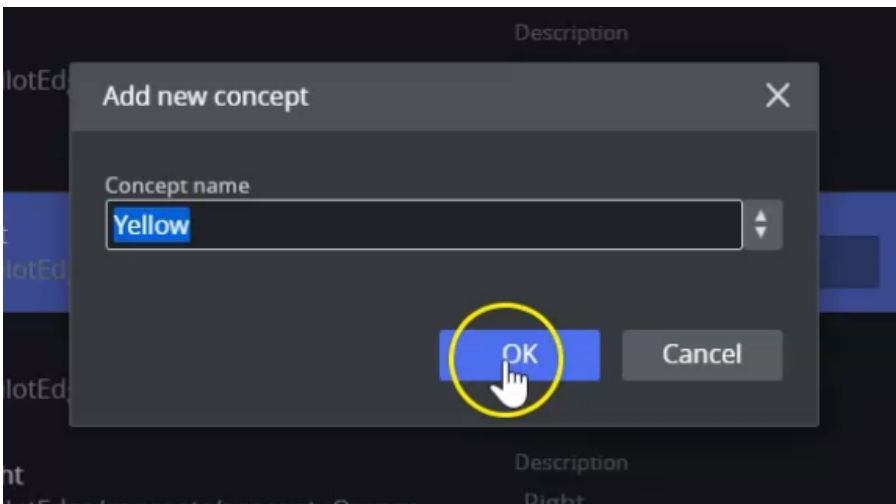 Description
Add new concept
Concept name
Yellow
OK
Cancel
Description
Right